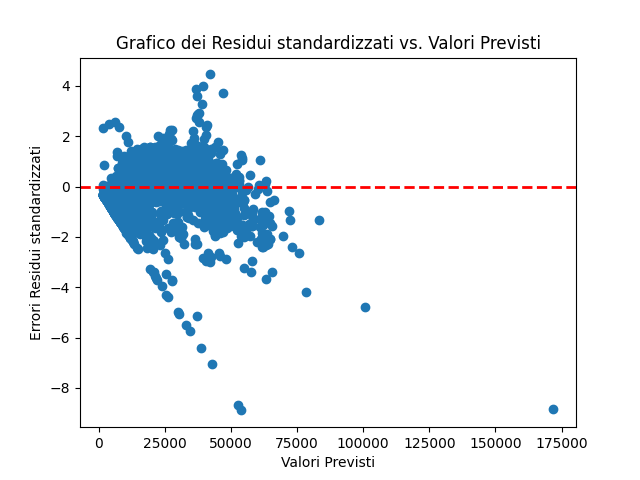 Grafico dei Residui standardizzati vs. Valori Previsti
Errori Residui standardizzati
4
2
0
−2
−4
−6
−8
0 25000 50000 75000 100000 125000 150000 175000
Valori Previsti